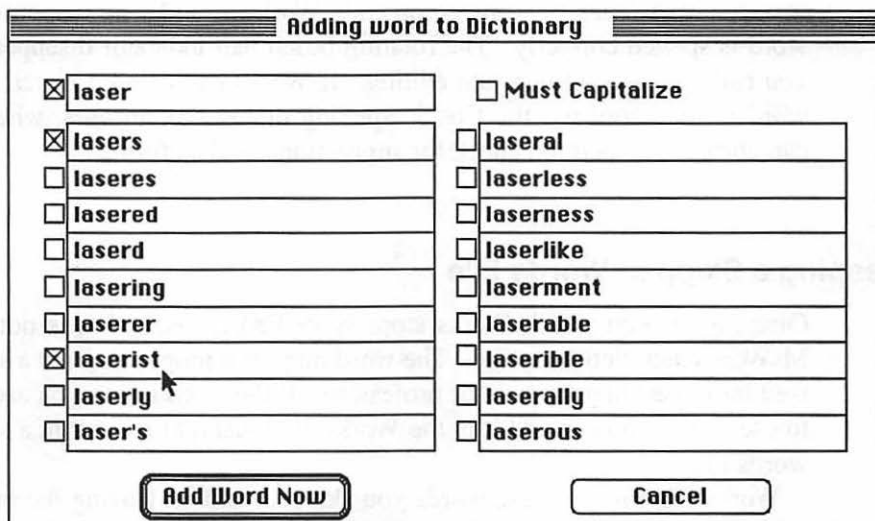 Adding word to Dictionary
laser
Must Capitalize
lasers
laseres
lasered
laserd
lasering
laserer
laserist
laserly
laser's
laseral
laserless
laserness
laserlike
laserment
laserable
laserible
laserally
laserous
Add Word Now
Cancel